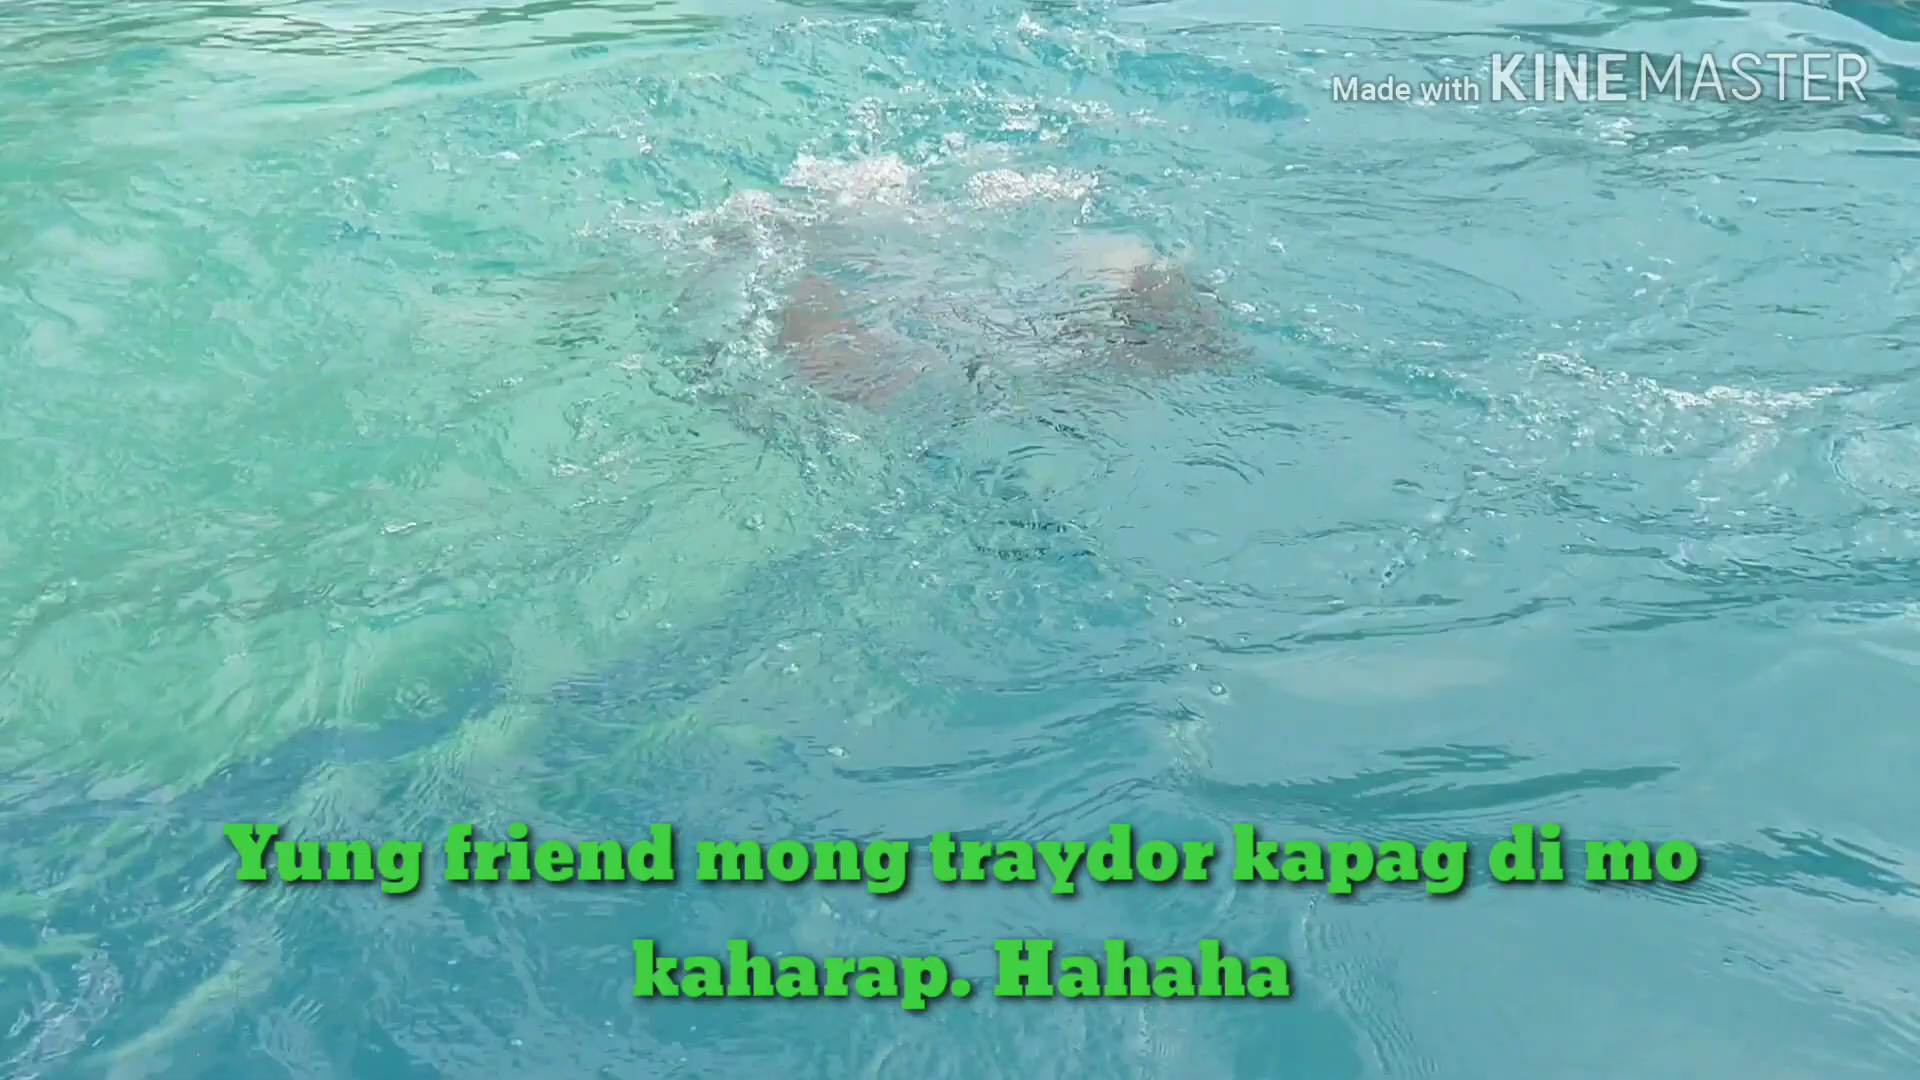 Made with KINEMASTER
Yung friend mong traydor kapag di mo
kaharap. Hahaha